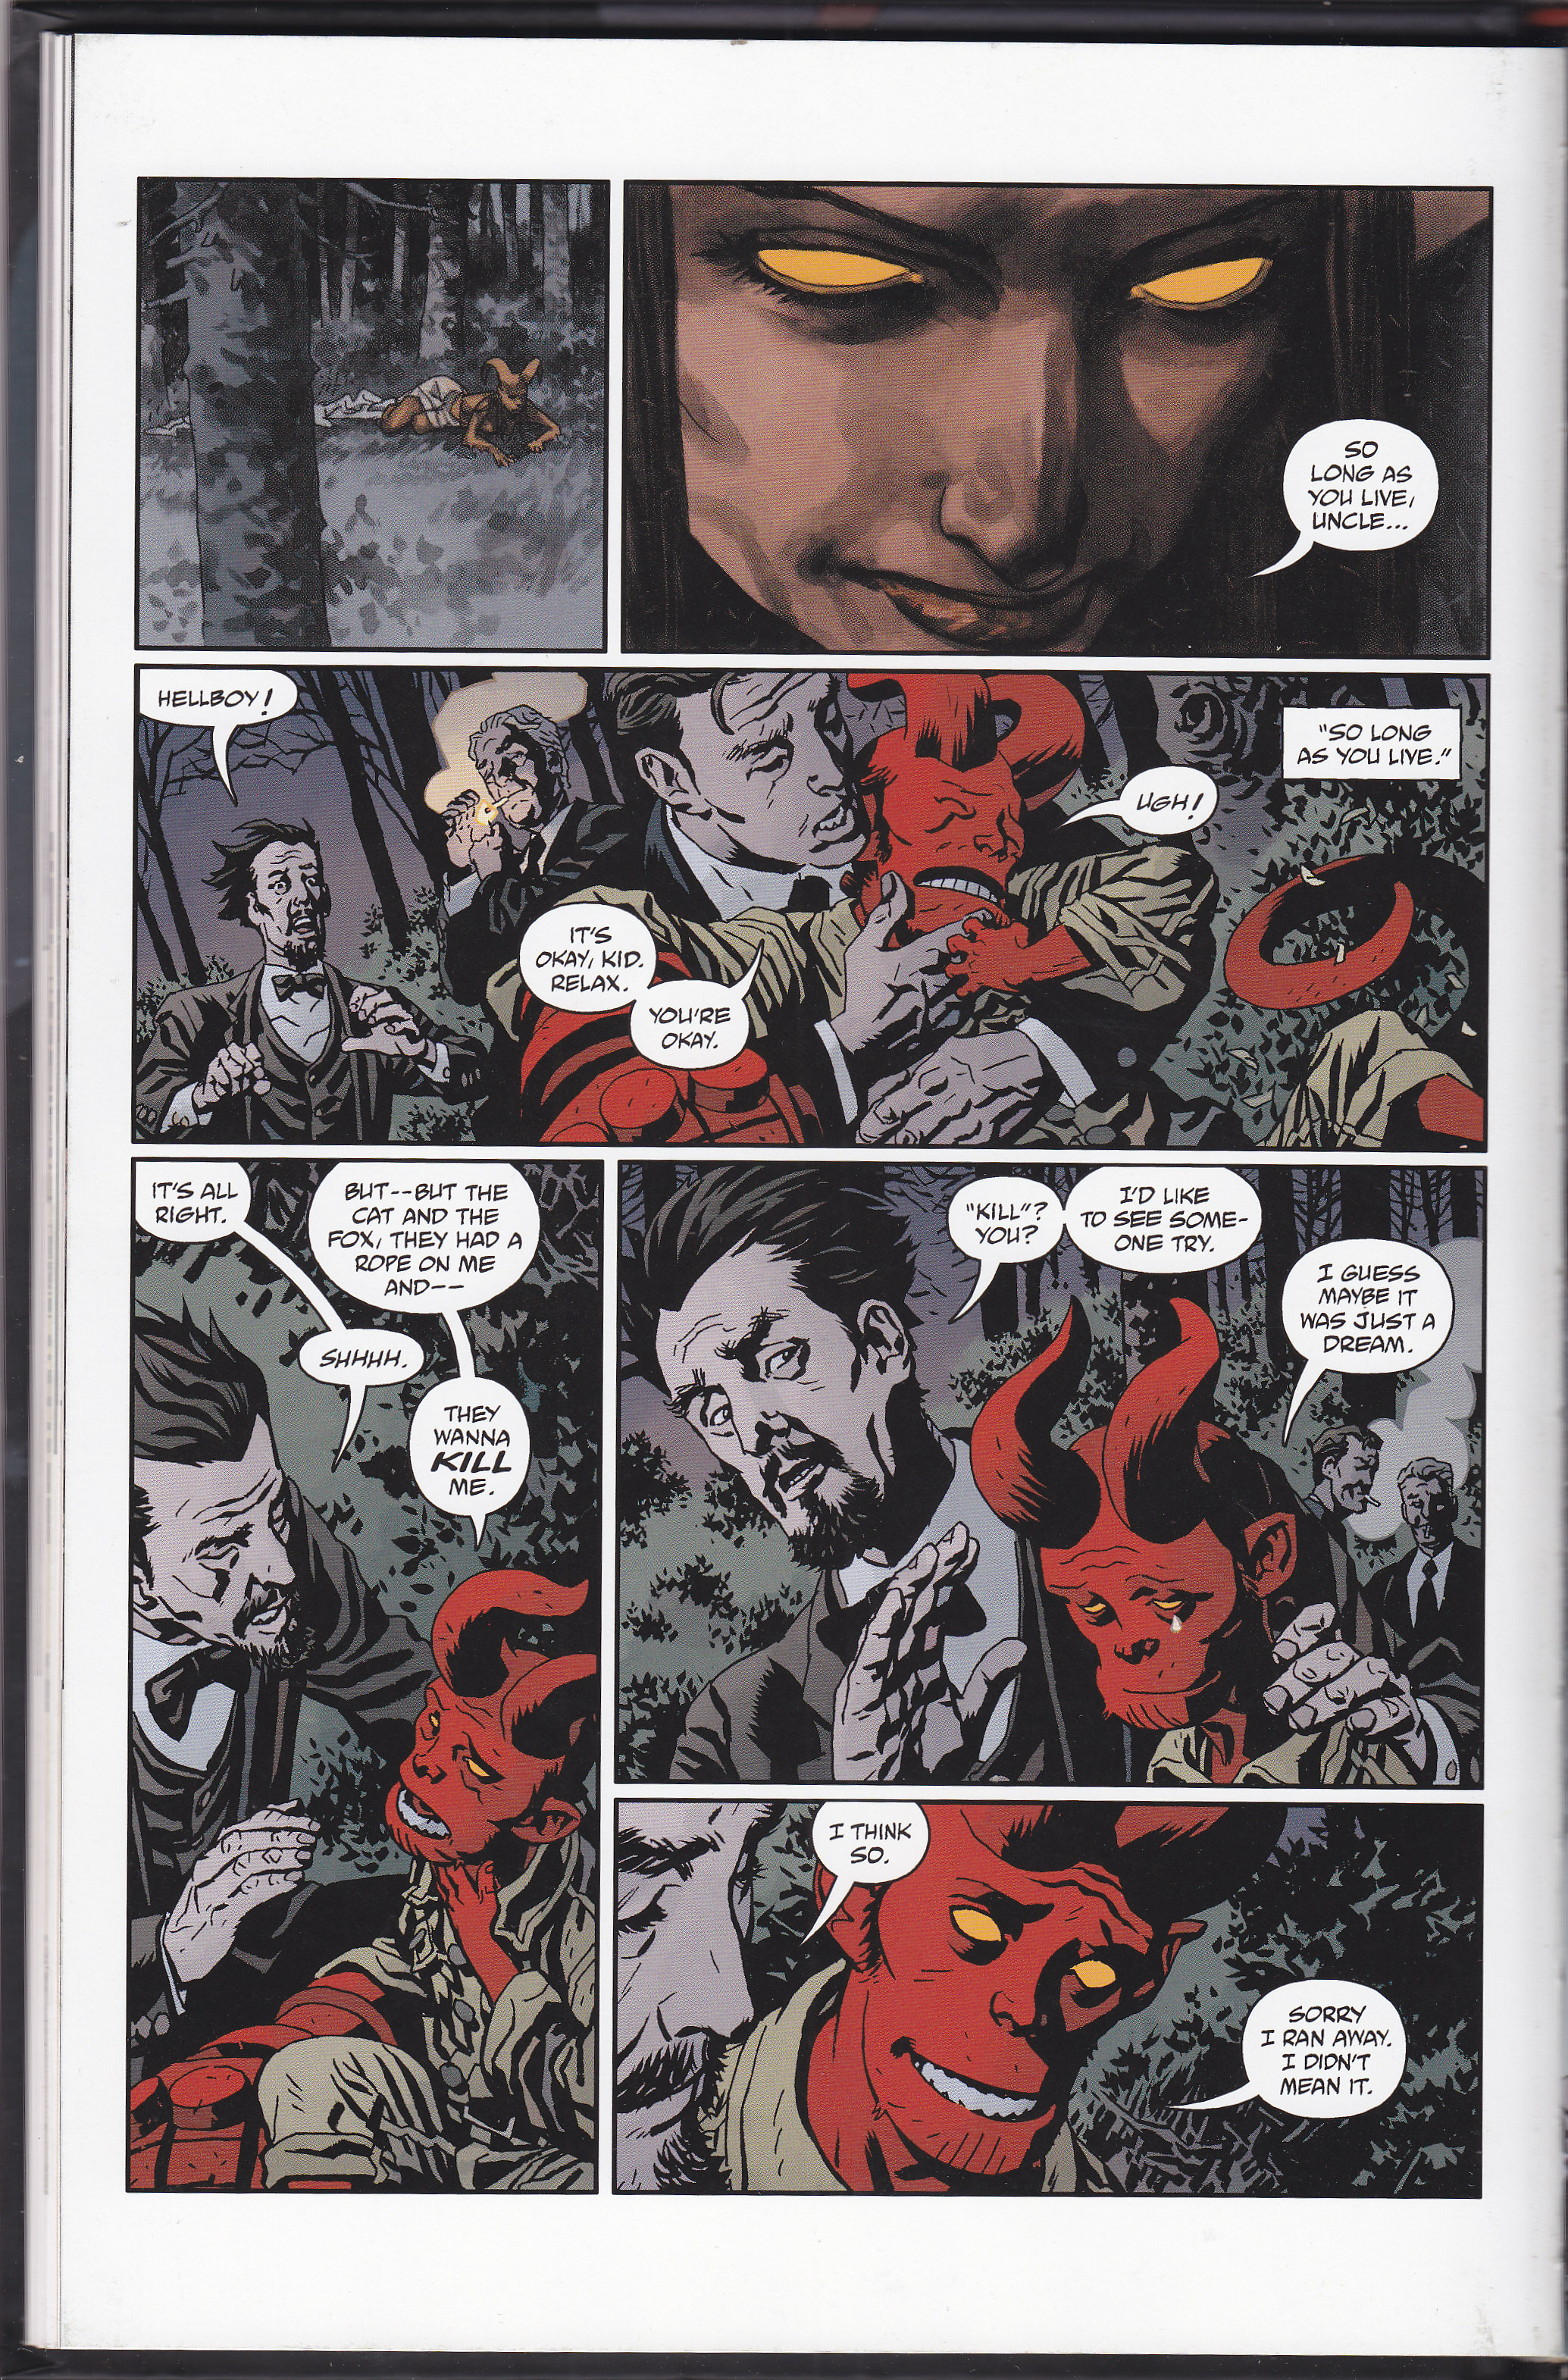 SO
LONG AS
YOU LIVE,
UNCLE...
HELLBOY!
IT'S
OKAY, KID.
RELAX.
YOU'RE
OKAY.
UGH!
"SO LONG
AS YOU LIVE."
IT'S ALL
RIGHT.
BUT--BUT THE
CAT AND THE
FOX, THEY HAD A
ROPE ON ME
AND--
SHHHH.
THEY
WANNA
KILL
ME.
"KILL"?
YOU?
I'D LIKE
TO SEE SOME-
ONE TRY.
I GUESS
MAYBE IT
WAS JUST A
DREAM.
I THINK
SO.
SORRY
I RAN AWAY.
I DIDN'T
MEAN IT.